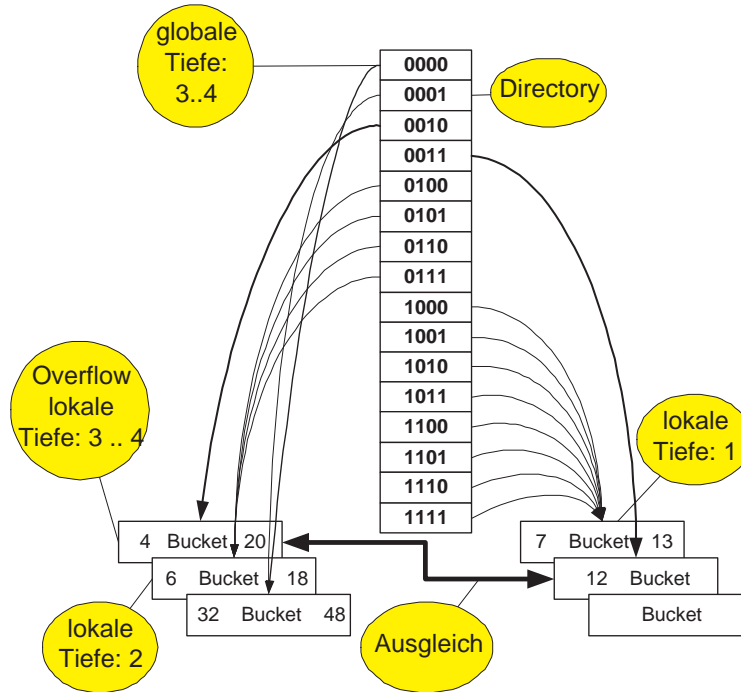 globale
Tiefe:
3..4
0000
0001
Directory
0010
0011
0100
0101
0110
0111
1000
1001
1010
1011
1100
1101
1110
1111
Overflow
lokale
Tiefe: 3 .. 4
lokale
Tiefe: 1
4 Bucket 20
6 Bucket 18
32 Bucket 48
7 Bucket 13
12 Bucket
Bucket
lokale
Tiefe: 2
Ausgleich